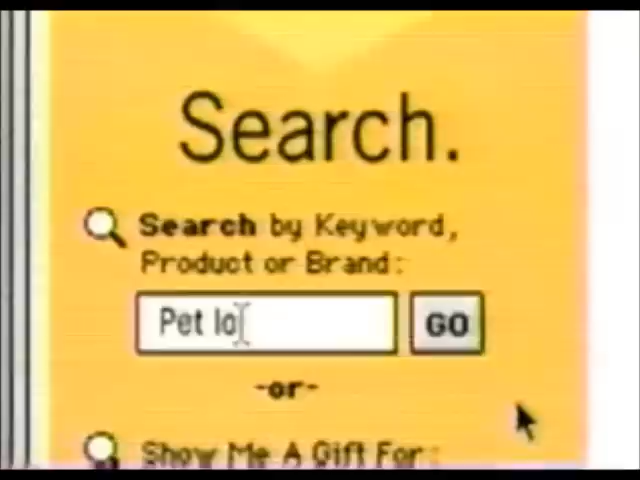 Search.
Search by Keyword,
Product or Brand:
Pet lo
GO
-or-
Show Me A Gift For: